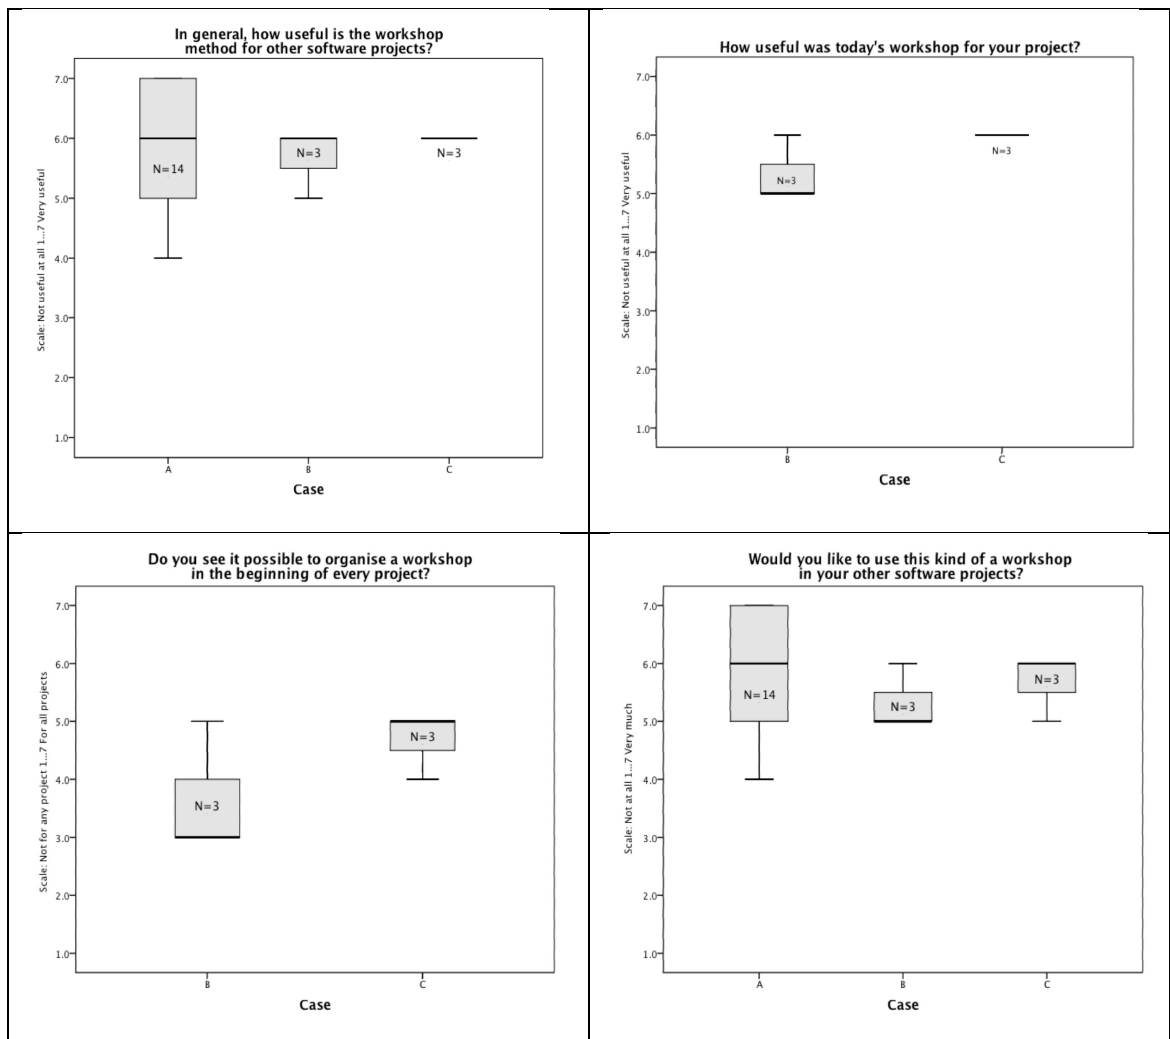 In general, how useful is the workshop
method for other software projects?
Scale: Not useful at all 1...7 Very useful
7.0
6.0
5.0
4.0
3.0
2.0
1.0
N=14
N=3
N=3
A
B
C
Case
How useful was today's workshop for your project?
Scale: Not useful at all 1...7 Very useful
7.0
6.0
5.0
4.0
3.0
2.0
1.0
N=3
N=3
B
C
Case
Do you see it possible to organise a workshop
in the beginning of every project?
Scale: Not for any project 1...7 For all projects
7.0
6.0
5.0
4.0
3.0
2.0
1.0
N=3
N=3
B
C
Case
Would you like to use this kind of a workshop
in your other software projects?
Scale: Not at all 1...7 Very much
7.0
6.0
5.0
4.0
3.0
2.0
1.0
N=14
N=3
N=3
A
B
C
Case